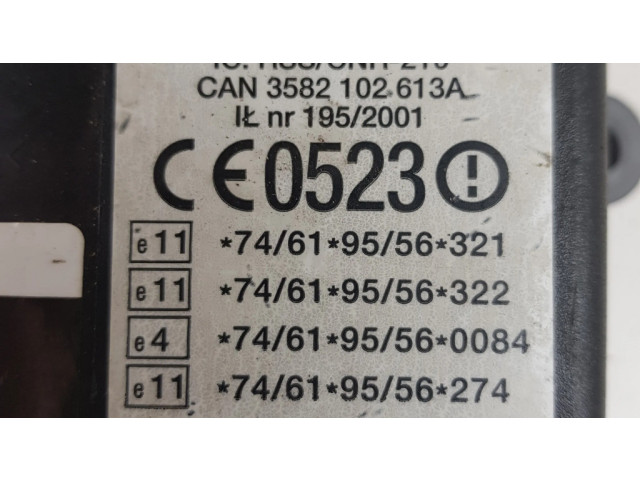 CAN 3582 102 613A
IŁ nr 195/2001
CE0523!
e11 *74/61*95/56*321
e11 *74/61*95/56*322
e4 *74/61*95/56*0084
e11 *74/61*95/56*274